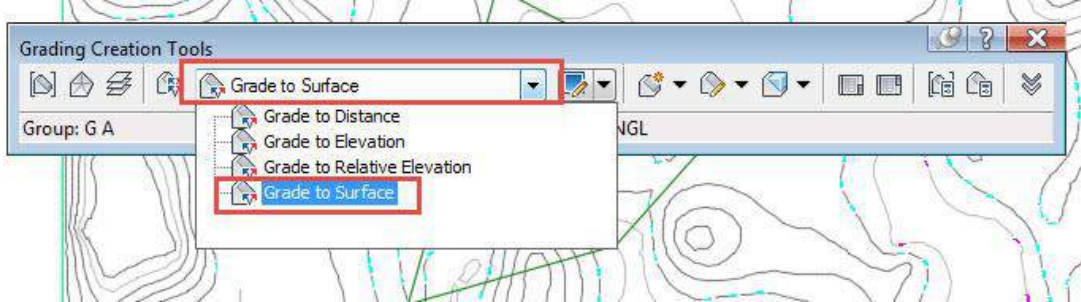 Grading Creation Tools
Grade to Surface
Grade to Distance
Group: G A
NGL
Grade to Elevation
Grade to Relative Elevation
Grade to Surface